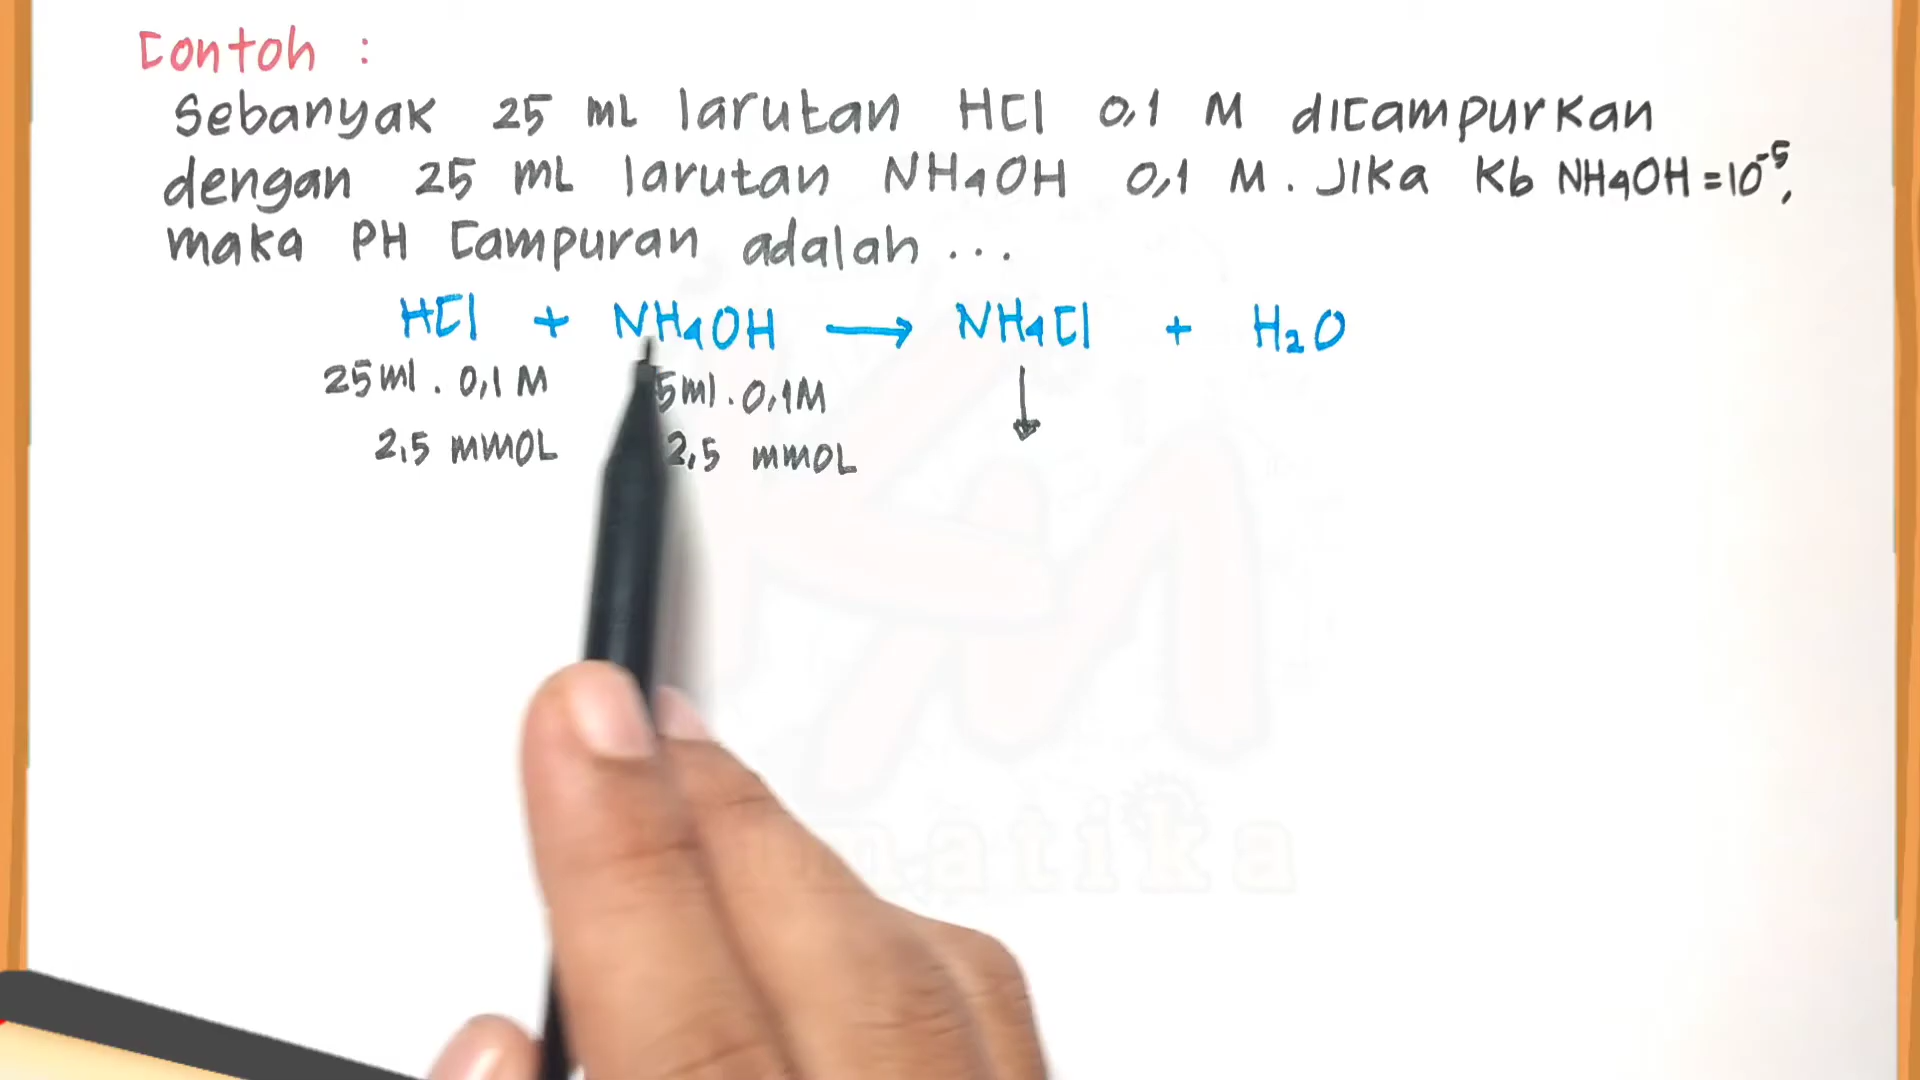 Contoh :
Sebanyak 25 ml larutan HCl 0,1 M dicampurkan
dengan 25 mL larutan NH4OH 0,1 M. Jika Kb NH4OH = 10⁻⁵,
maka PH campuran adalah ...
HCl + NH4OH → NH4Cl + H2O
25 ml . 0,1 M 5 ml . 0,1 M ↓
2,5 mmoL 2,5 mmoL